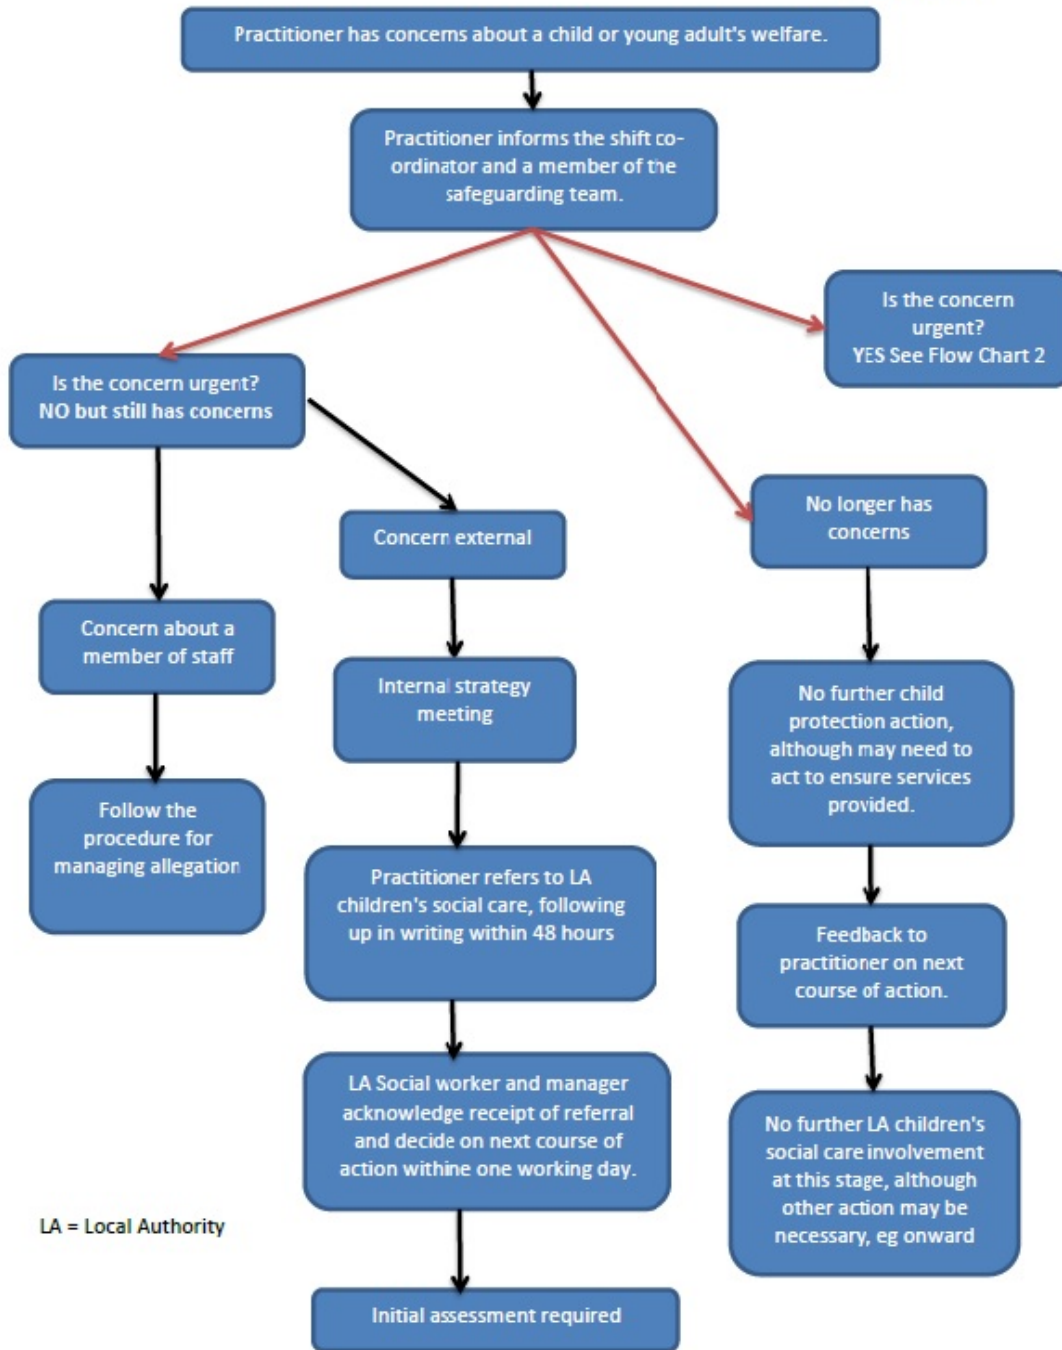 Practitioner has concerns about a child or young adult's welfare.
Practitioner informs the shift co-
ordinator and a member of the
safeguarding team.
Is the concern
urgent?
YES See Flow Chart 2
Is the concern urgent?
NO but still has concerns
No longer has
concerns
Concern external
Concern about a
member of staff
Internal strategy
meeting
No further child
protection action,
although may need to
act to ensure services
provided.
Follow the
procedure for
managing allegation
Practitioner refers to LA
children's social care, following
up in writing within 48 hours
Feedback to
practitioner on next
course of action.
LA Social worker and manager
acknowledge receipt of referral
and decide on next course of
action withine one working day.
No further LA children's
social care involvement
at this stage, although
other action may be
necessary, eg onward
LA = Local Authority
Initial assessment required